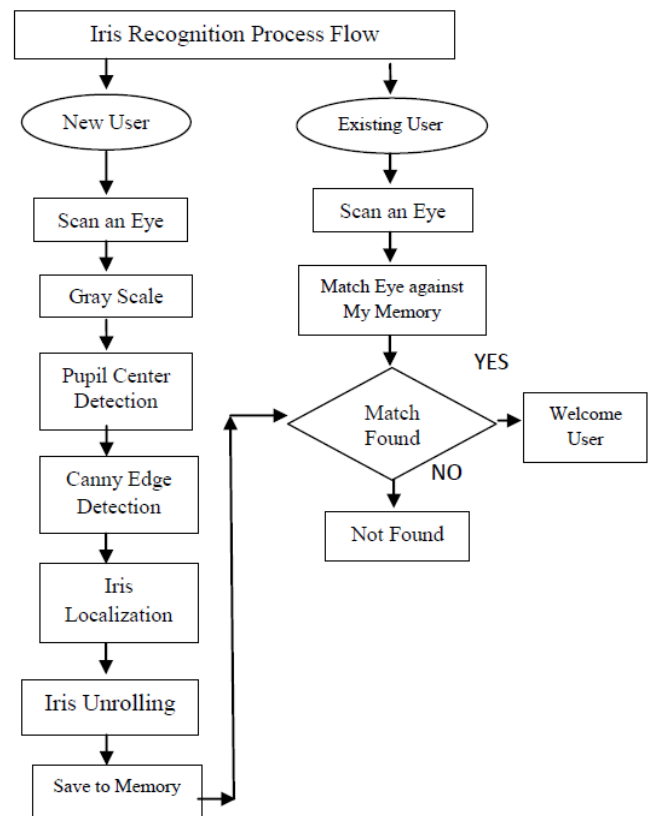 Iris Recognition Process Flow
New User
Scan an Eye
Gray Scale
Pupil Center
Detection
Canny Edge
Detection
Iris
Localization
Iris Unrolling
Save to Memory
Existing User
Scan an Eye
Match Eye against
My Memory
Match
Found
YES
Welcome
User
NO
Not Found